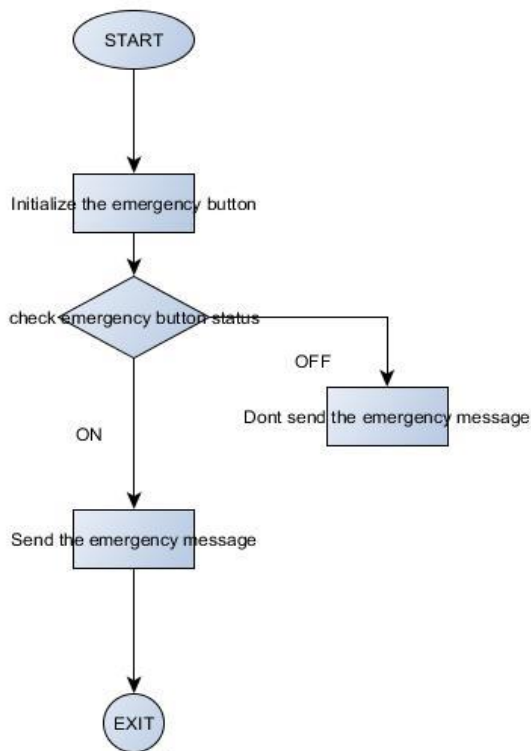 START
Initialize the emergency button
check emergency button status
OFF
Dont send the emergency message
ON
Send the emergency message
EXIT